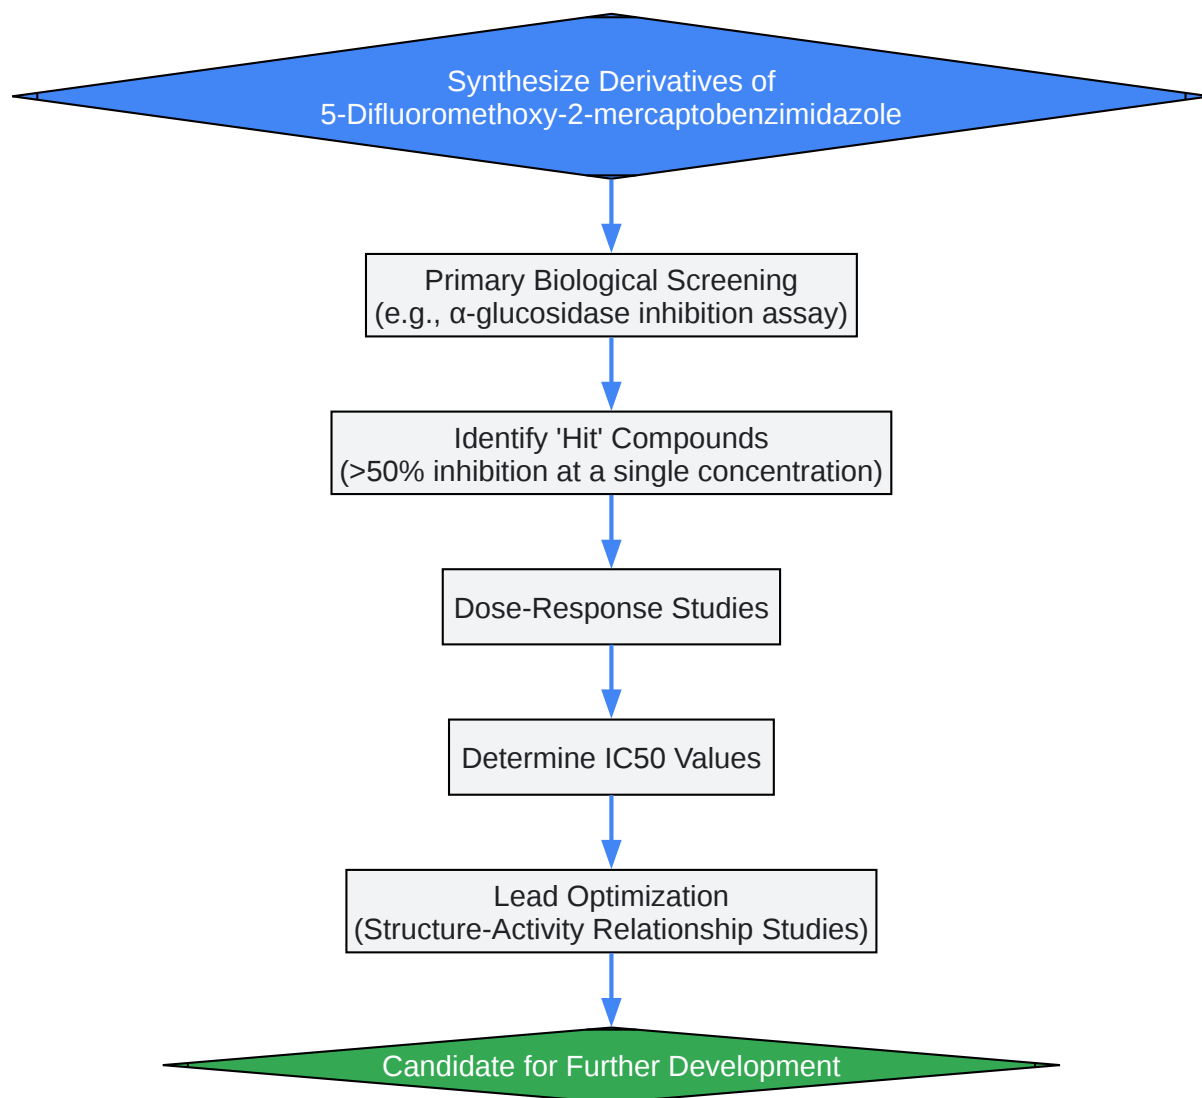 Synthesize Derivatives of
5-Difluoromethoxy-2-mercaptobenzimidazole
Primary Biological Screening
(e.g., α-glucosidase inhibition assay)
Identify 'Hit' Compounds
(>50% inhibition at a single concentration)
Dose-Response Studies
Determine IC50 Values
Lead Optimization
(Structure-Activity Relationship Studies)
Candidate for Further Development